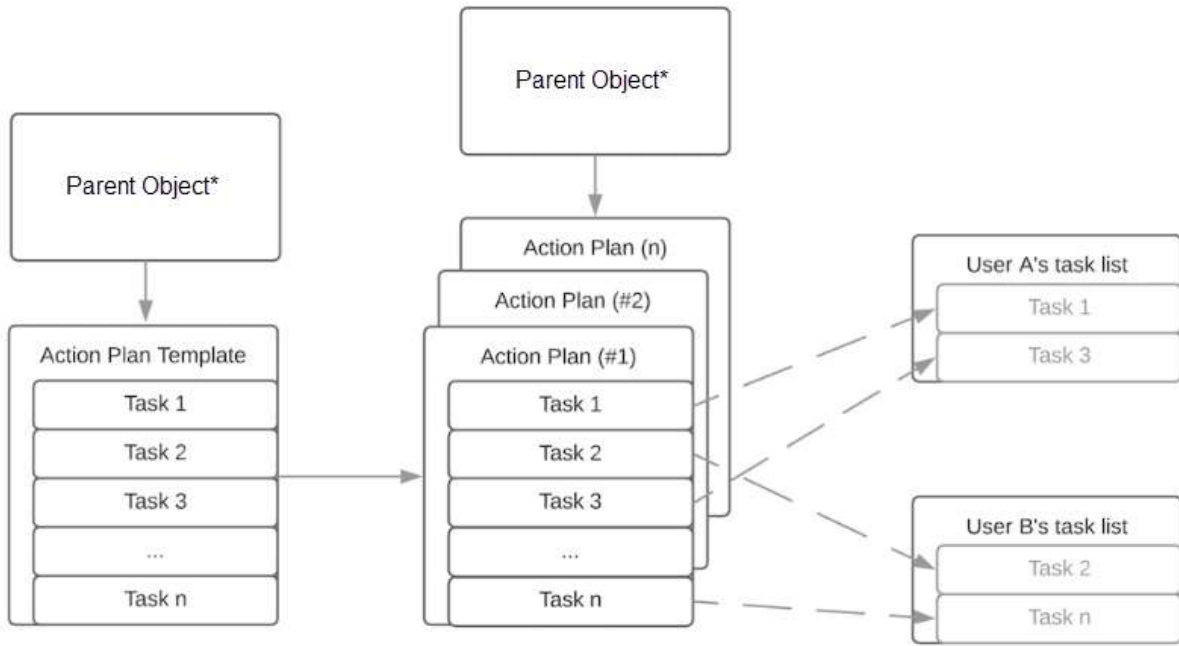 Parent Object*
Action Plan Template
Task 1
Task 2
Task 3
...
Task n
Parent Object*
Action Plan (n)
Action Plan (#2)
Action Plan (#1)
Task 1
Task 2
Task 3
...
Task n
User A's task list
Task 1
Task 3
User B's task list
Task 2
Task n